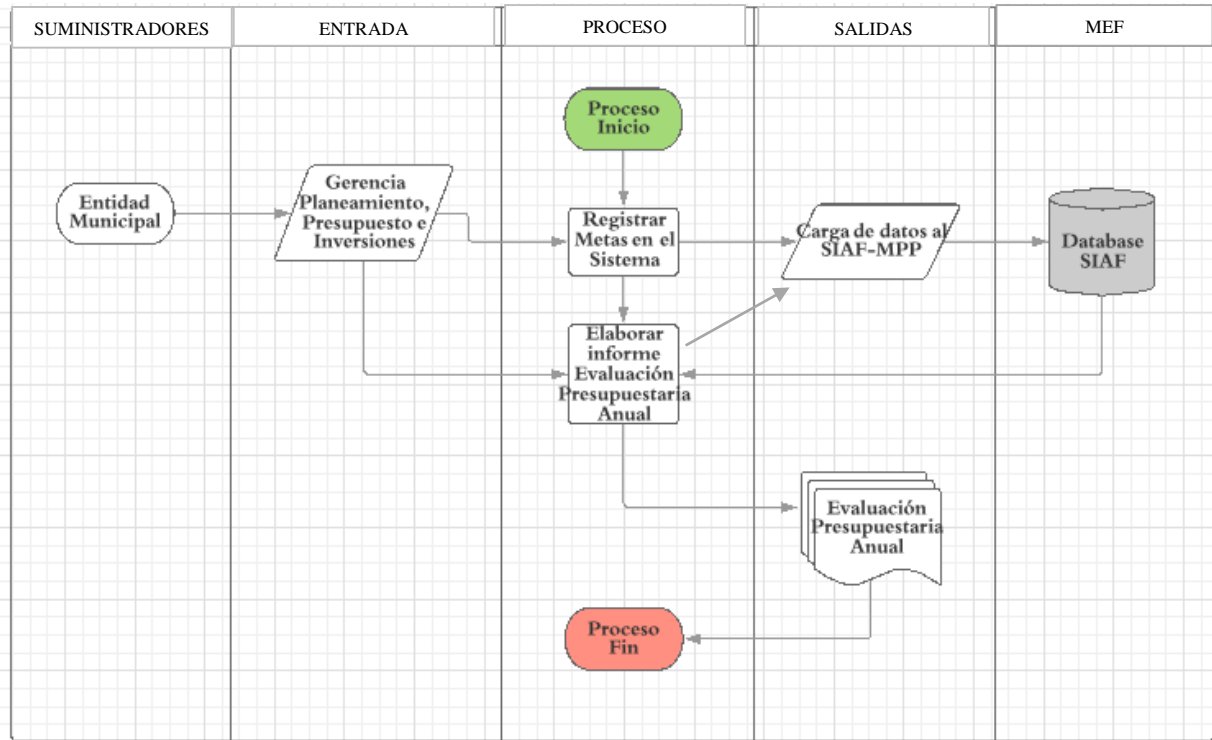 SUMINISTRADORES
ENTRADA
PROCESO
SALIDAS
MEF
Proceso
Inicio
Entidad
Municipal
Gerencia
Planeamiento,
Presupuesto e
Inversiones
Registrar
Metas en el
Sistema
Carga de datos al
SIAF-MPP
Database
SIAF
Elaborar
informe
Evaluación
Presupuestaria
Anual
Evaluación
Presupuestaria
Anual
Proceso
Fin